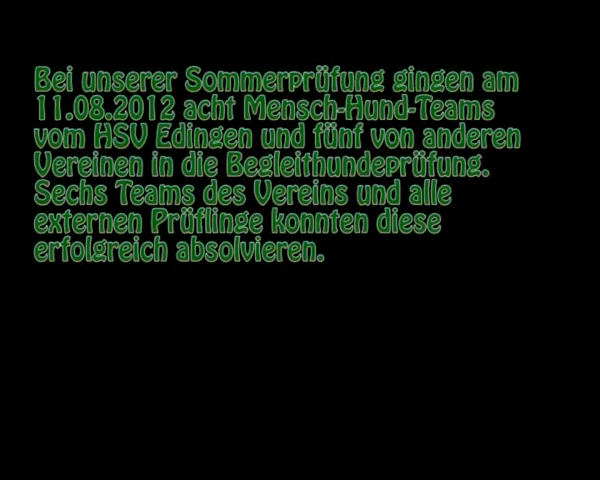 Bei unserer Sommerprüfung gingen am
11.08.2012 acht Mensch-Hund-Teams
vom HSV Edingen und fünf von anderen
Vereinen in die Begleithundeprüfung.
Sechs Teams des Vereins und alle
externen Prüflinge konnten diese
erfolgreich absolvieren.